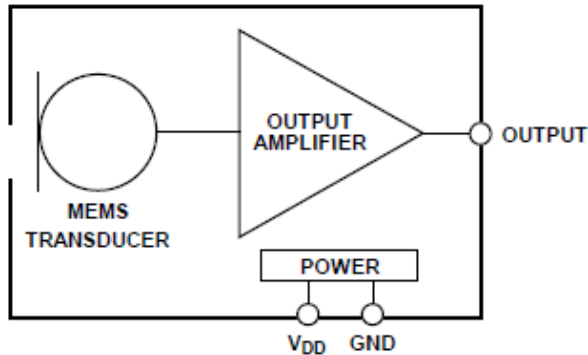 OUTPUT
AMPLIFIER
OUTPUT
MEMS
TRANSDUCER
POWER
VDD
GND